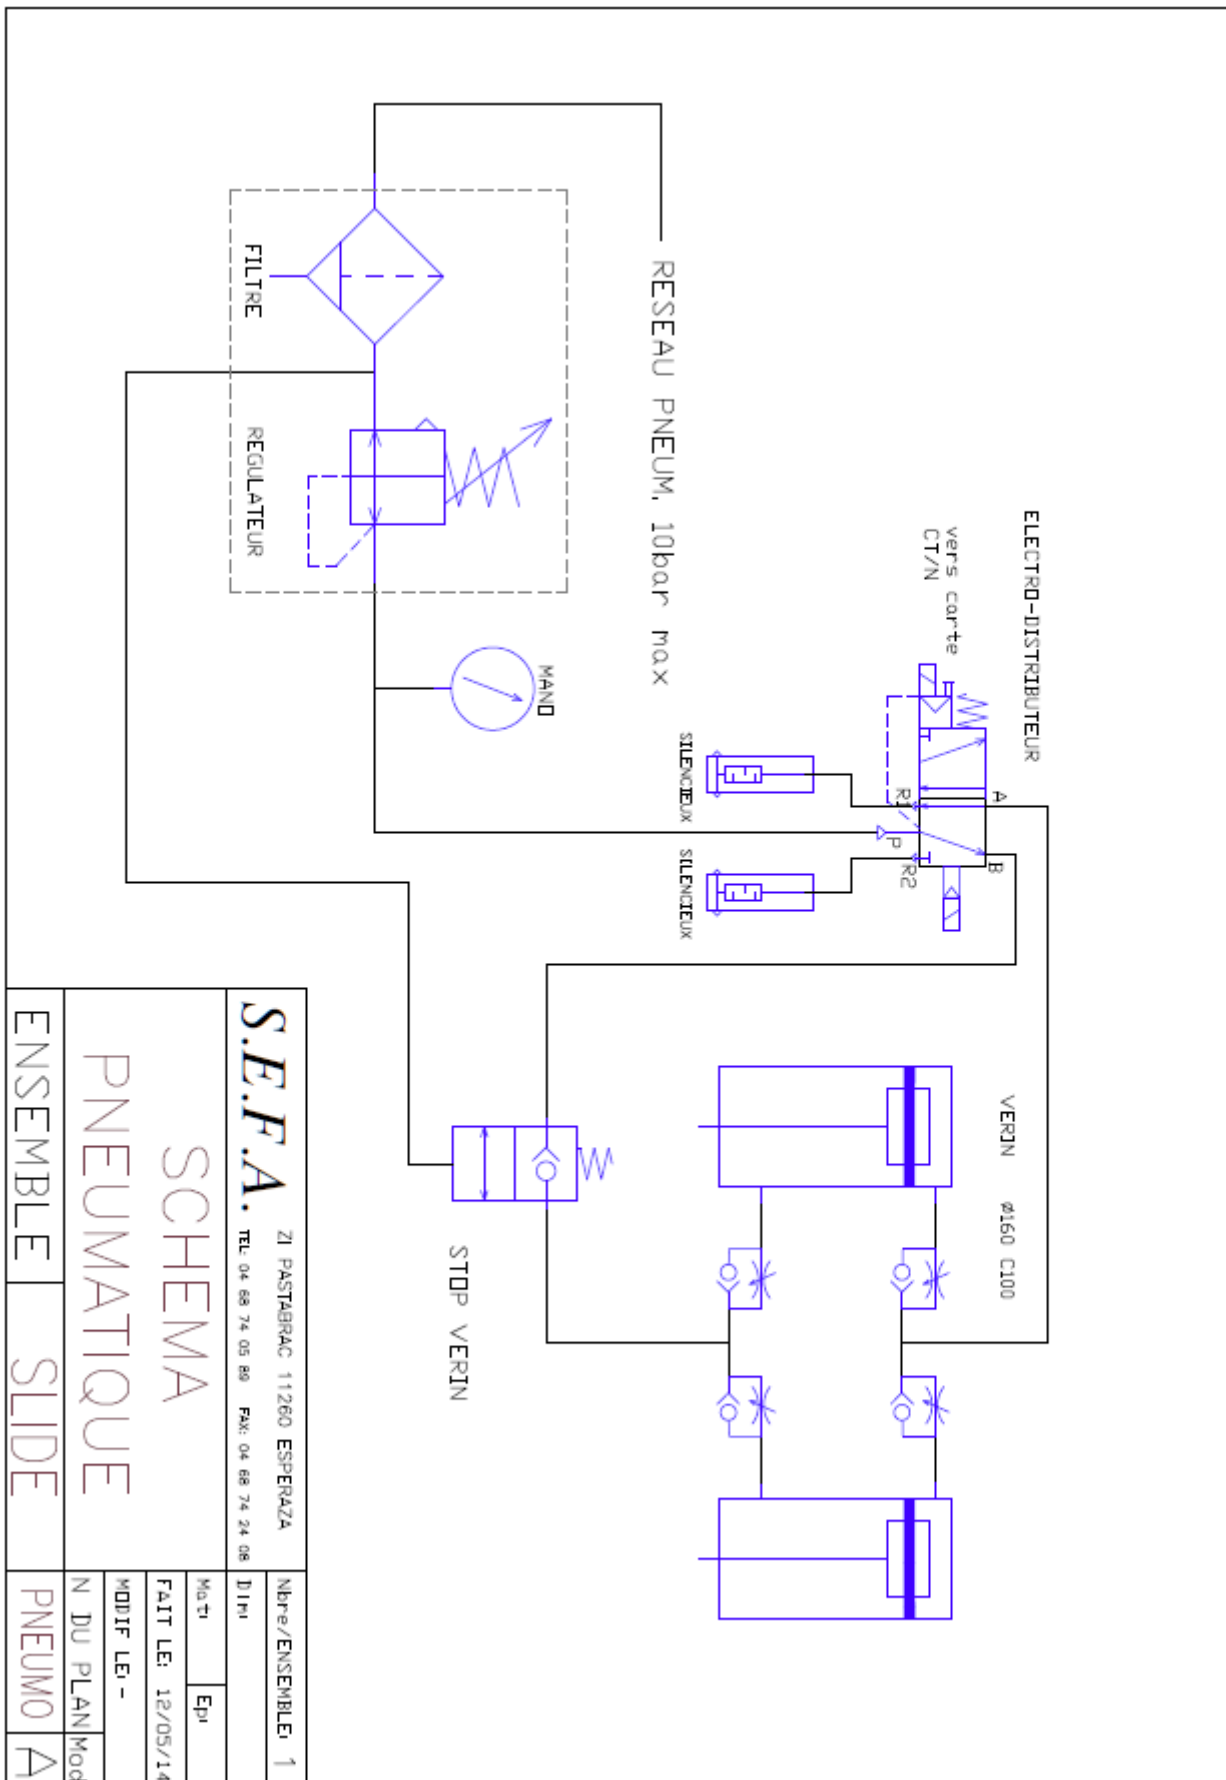 RESEAU PNEUM. 10bar max
FILTRE
REGULATEUR
MANO
ELECTRO-DISTRIBUTEUR
vers carte
CT/N
SILENCIEUX
SILENCIEUX
A
B
R1
P
R2
VERIN Ø160 C100
STOP VERIN
S.E.F.A.
ZI PASTABRAC 11260 ESPERAZA
TEL: 04 68 74 05 89 FAX: 04 68 74 24 08
SCHEMA
PNEUMATIQUE
ENSEMBLE
SLIDE
Nbre/ENSEMBLE: 1
Dim:
Mat: Ep:
FAIT LE: 12/05/14
MODIF LE: -
N DU PLAN
Mod
PNEUMO
A